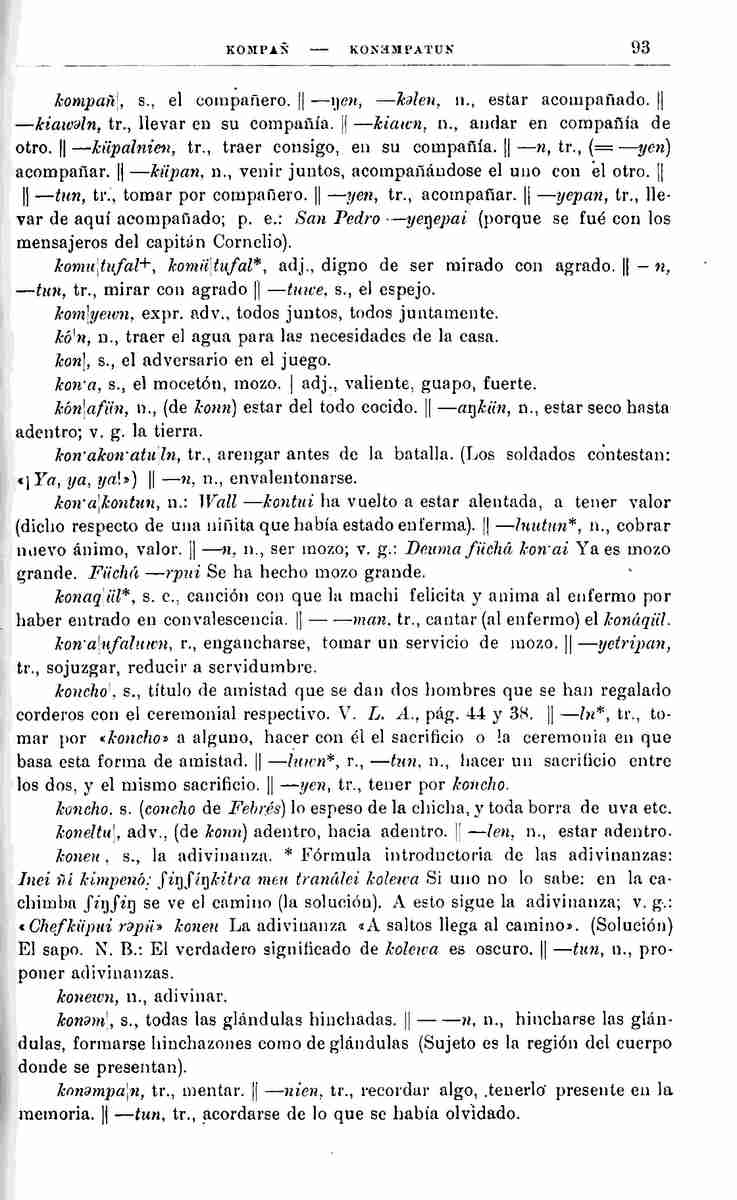 KOMPAÑ — KONƎMPATUN 93
kompañ|, s., el compañero. || —ŋen, —kəlen, n., estar acompañado. ||
—kiawəln, tr., llevar en su compañía. || —kiawn, n., andar en compañía de
otro. || —küpalnien, tr., traer consigo, en su compañía. || —n, tr., (= —yen)
acompañar. || —küpan, n., venir juntos, acompañándose el uno con el otro. ||
|| —tun, tr., tomar por compañero. || —yen, tr., acompañar. || —yepan, tr., lle-
var de aquí acompañado; p. e.: San Pedro —yeŋepai (porque se fué con los
mensajeros del capitán Cornelio).
komu|tufal+, komü|tufal*, adj., digno de ser mirado con agrado. || — n,
—tun, tr., mirar con agrado || —tuwe, s., el espejo.
kom|yewn, expr. adv., todos juntos, todos juntamente.
kó|n, n., traer el agua para las necesidades de la casa.
kon|, s., el adversario en el juego.
kon·a, s., el mocetón, mozo. | adj., valiente, guapo, fuerte.
kón|afün, n., (de konn) estar del todo cocido. || —aŋkün, n., estar seco hasta
adentro; v. g. la tierra.
kon·akon·atu|ln, tr., arengar antes de la batalla. (Los soldados contestan:
«¡Ya, ya, ya!») || —n, n., envalentonarse.
kon·a|kontun, n.: Wall —kontui ha vuelto a estar alentada, a tener valor
(dicho respecto de una niñita que había estado enferma). || —luutun*, n., cobrar
nuevo ánimo, valor. || —n, n., ser mozo; v. g.: Deuma füchá kon·ai Ya es mozo
grande. Füchá —rpui Se ha hecho mozo grande.
konaq|ül*, s. c., canción con que la machi felicita y anima al enfermo por
haber entrado en convalescencia. || — —man, tr., cantar (al enfermo) el konáqül.
kon·a|ufaluwn, r., engancharse, tomar un servicio de mozo. || —yetripan,
tr., sojuzgar, reducir a servidumbre.
koncho|, s., título de amistad que se dan dos hombres que se han regalado
corderos con el ceremonial respectivo. V. L. A., pág. 44 y 38. || —ln*, tr., to-
mar por «koncho» a alguno, hacer con él el sacrificio o la ceremonia en que
basa esta forma de amistad. || —luwn*, r., —tun, n., hacer un sacrificio entre
los dos, y el mismo sacrificio. || —yen, tr., tener por koncho.
koncho, s. (concho de Febrés) lo espeso de la chicha, y toda borra de uva etc.
koneltu|, adv., (de konn) adentro, hacia adentro. || —len, n., estar adentro.
koneu, s., la adivinanza. * Fórmula introductoria de las adivinanzas:
Inei ñi kimpenó; ʃiŋʃiŋkitra meu tranálei kolewa Si uno no lo sabe: en la ca-
chimba ʃiŋʃiŋ se ve el camino (la solución). A esto sigue la adivinanza; v. g.:
«Chefküpui rəpü» koneu La adivinanza «A saltos llega al camino». (Solución)
El sapo. N. B.: El verdadero significado de kolewa es oscuro. || —tun, n., pro-
poner adivinanzas.
konewn, n., adivinar.
konəm|, s., todas las glándulas hinchadas. || — —n, n., hincharse las glán-
dulas, formarse hinchazones como de glándulas (Sujeto es la región del cuerpo
donde se presentan).
konəmpa|n, tr., mentar. || —nien, tr., recordar algo, tenerlo presente en la
memoria. || —tun, tr., acordarse de lo que se había olvidado.